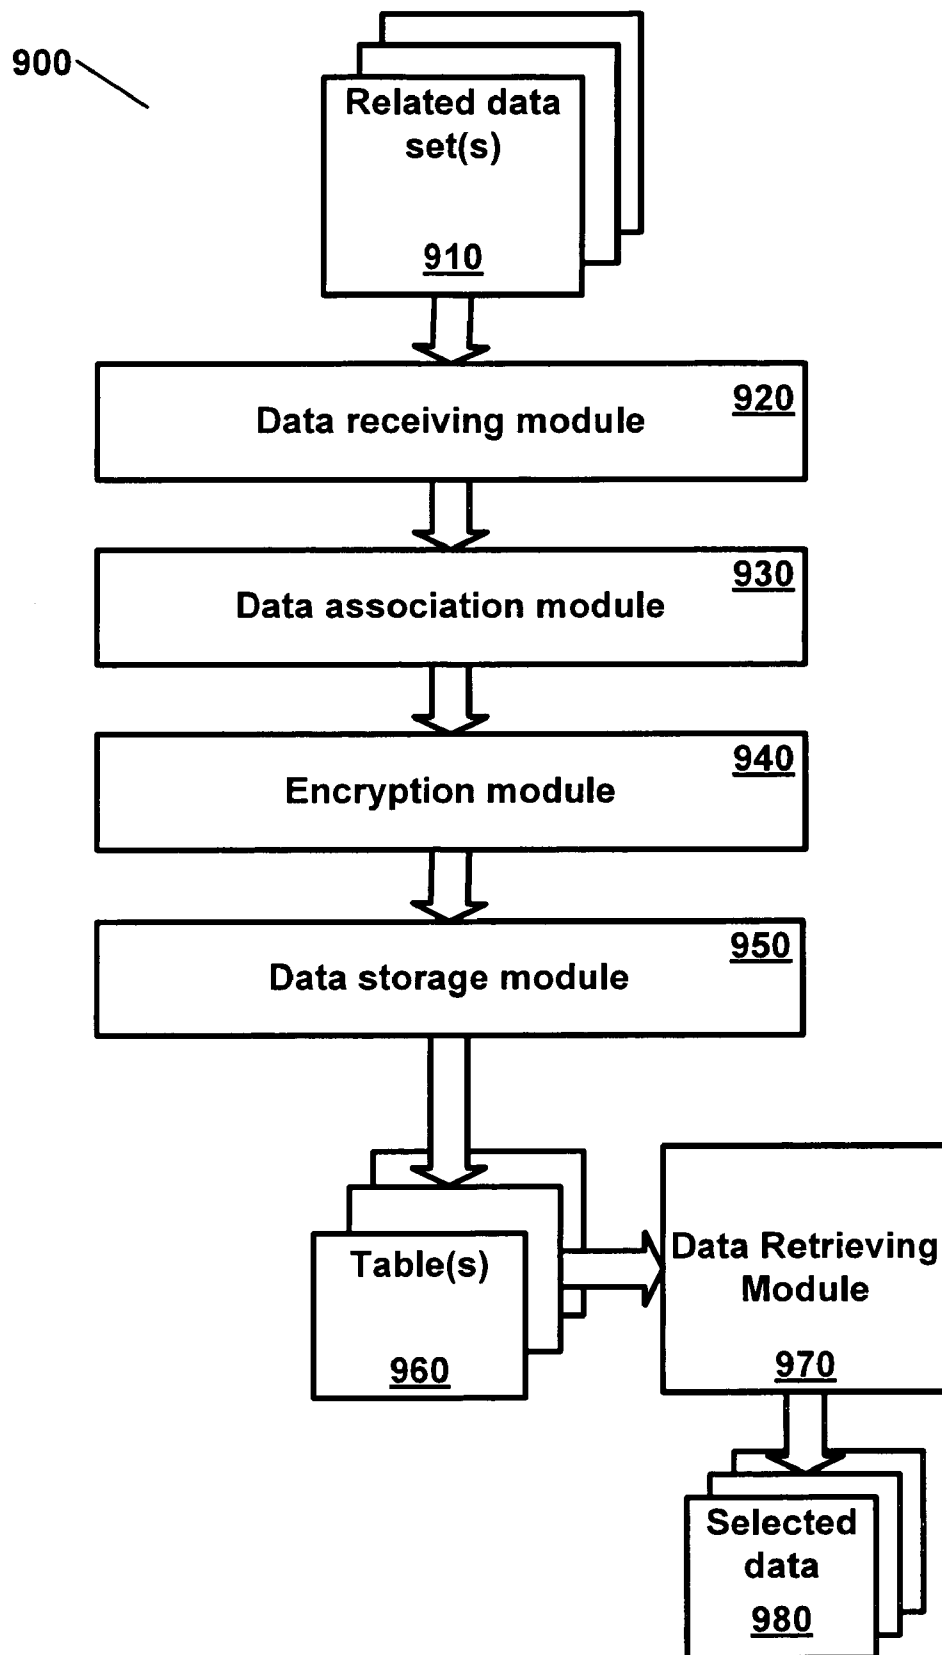 900
Related data
set(s)
910
920
Data receiving module
930
Data association module
940
Encryption module
950
Data storage module
Table(s)
960
Data Retrieving
Module
970
Selected
data
980